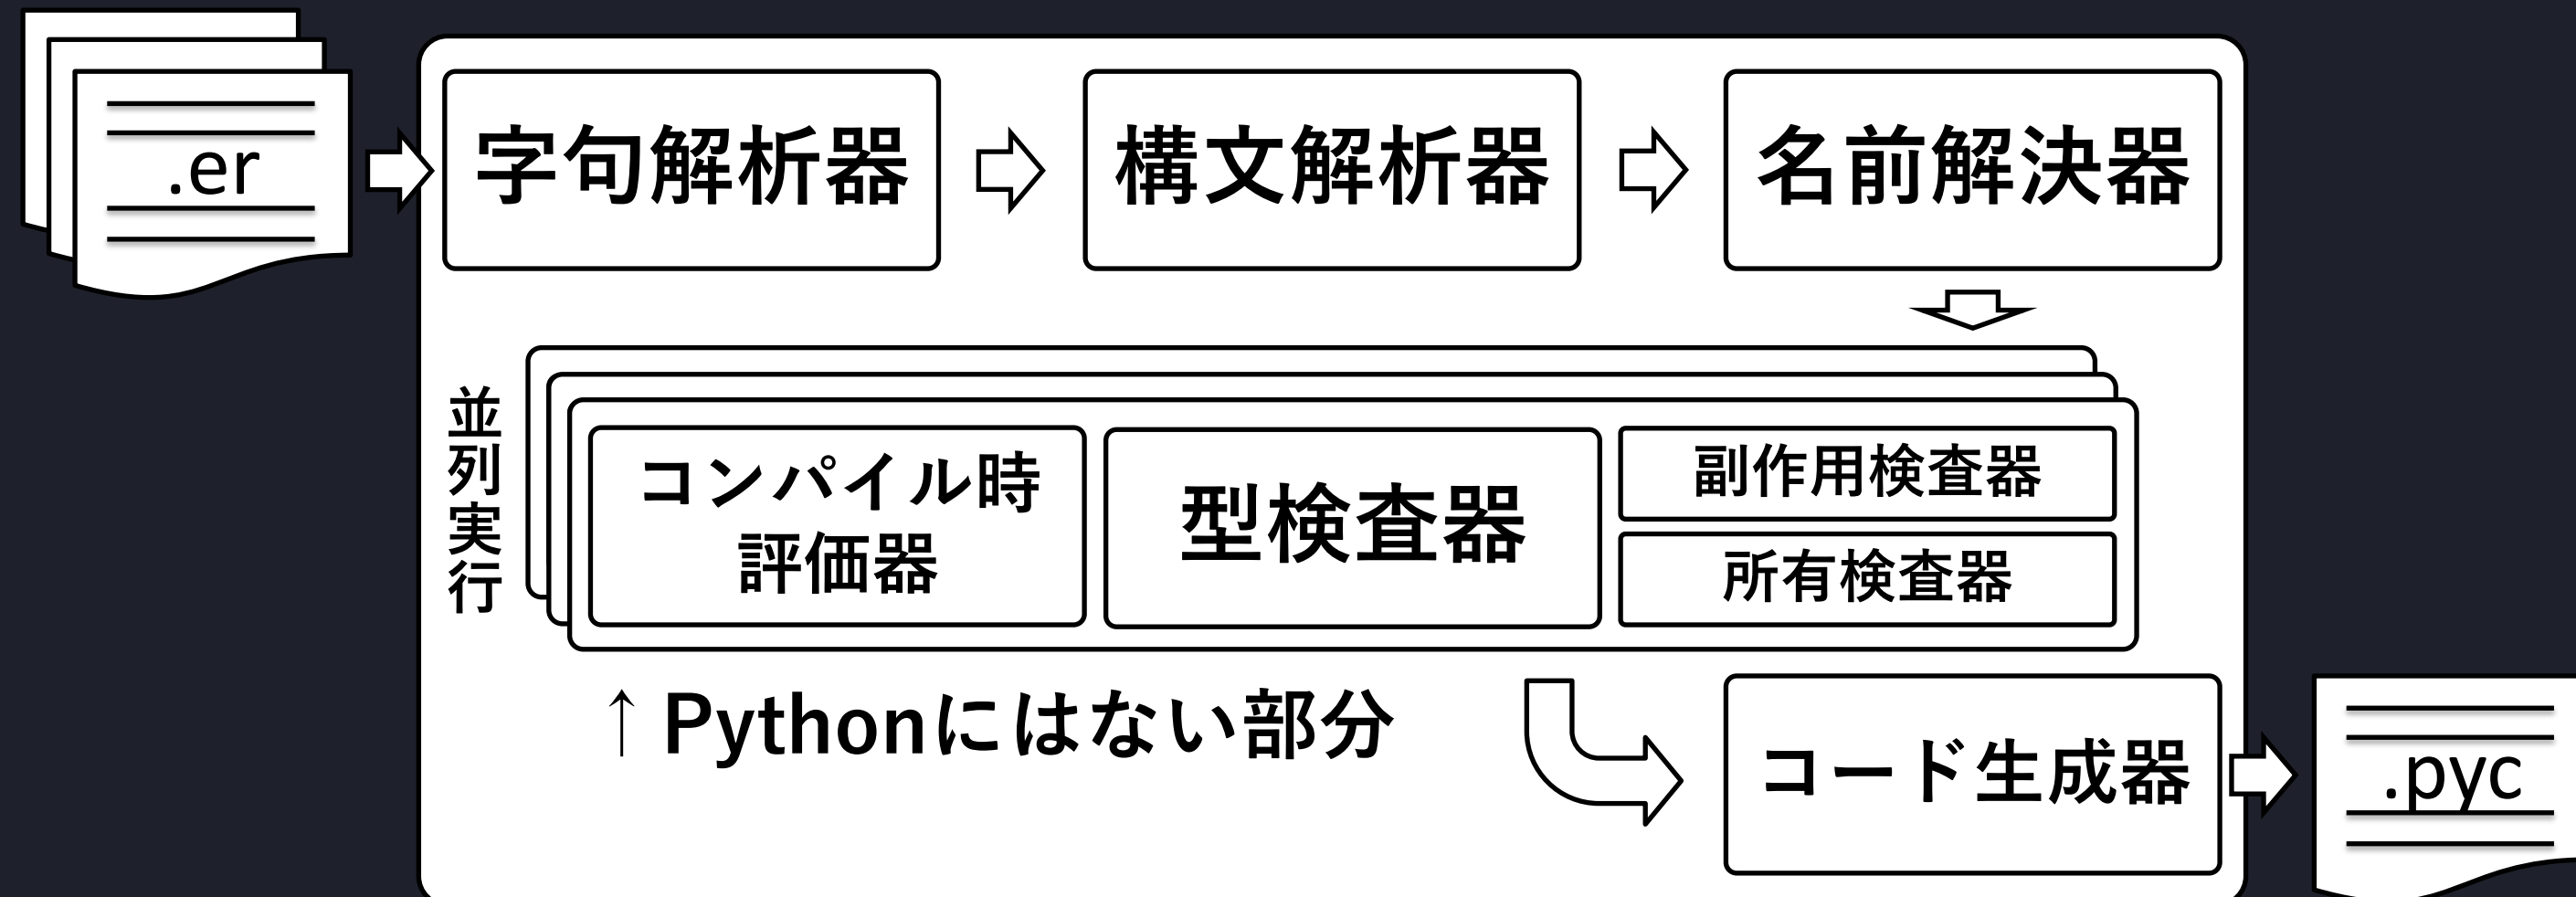 .er
字句解析器
構文解析器
名前解決器
並列実行
コンパイル時
評価器
型検査器
副作用検査器
所有検査器
↑ Pythonにはない部分
コード生成器
.pyc